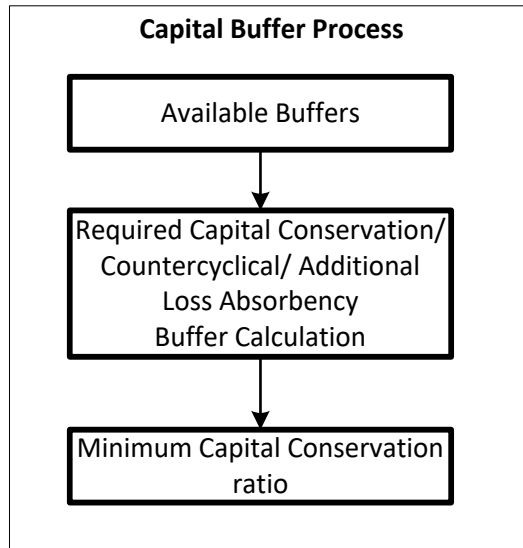 Capital Buffer Process
Available Buffers
Required Capital Conservation/
Countercyclical/ Additional
Loss Absorbency
Buffer Calculation
Minimum Capital Conservation
ratio